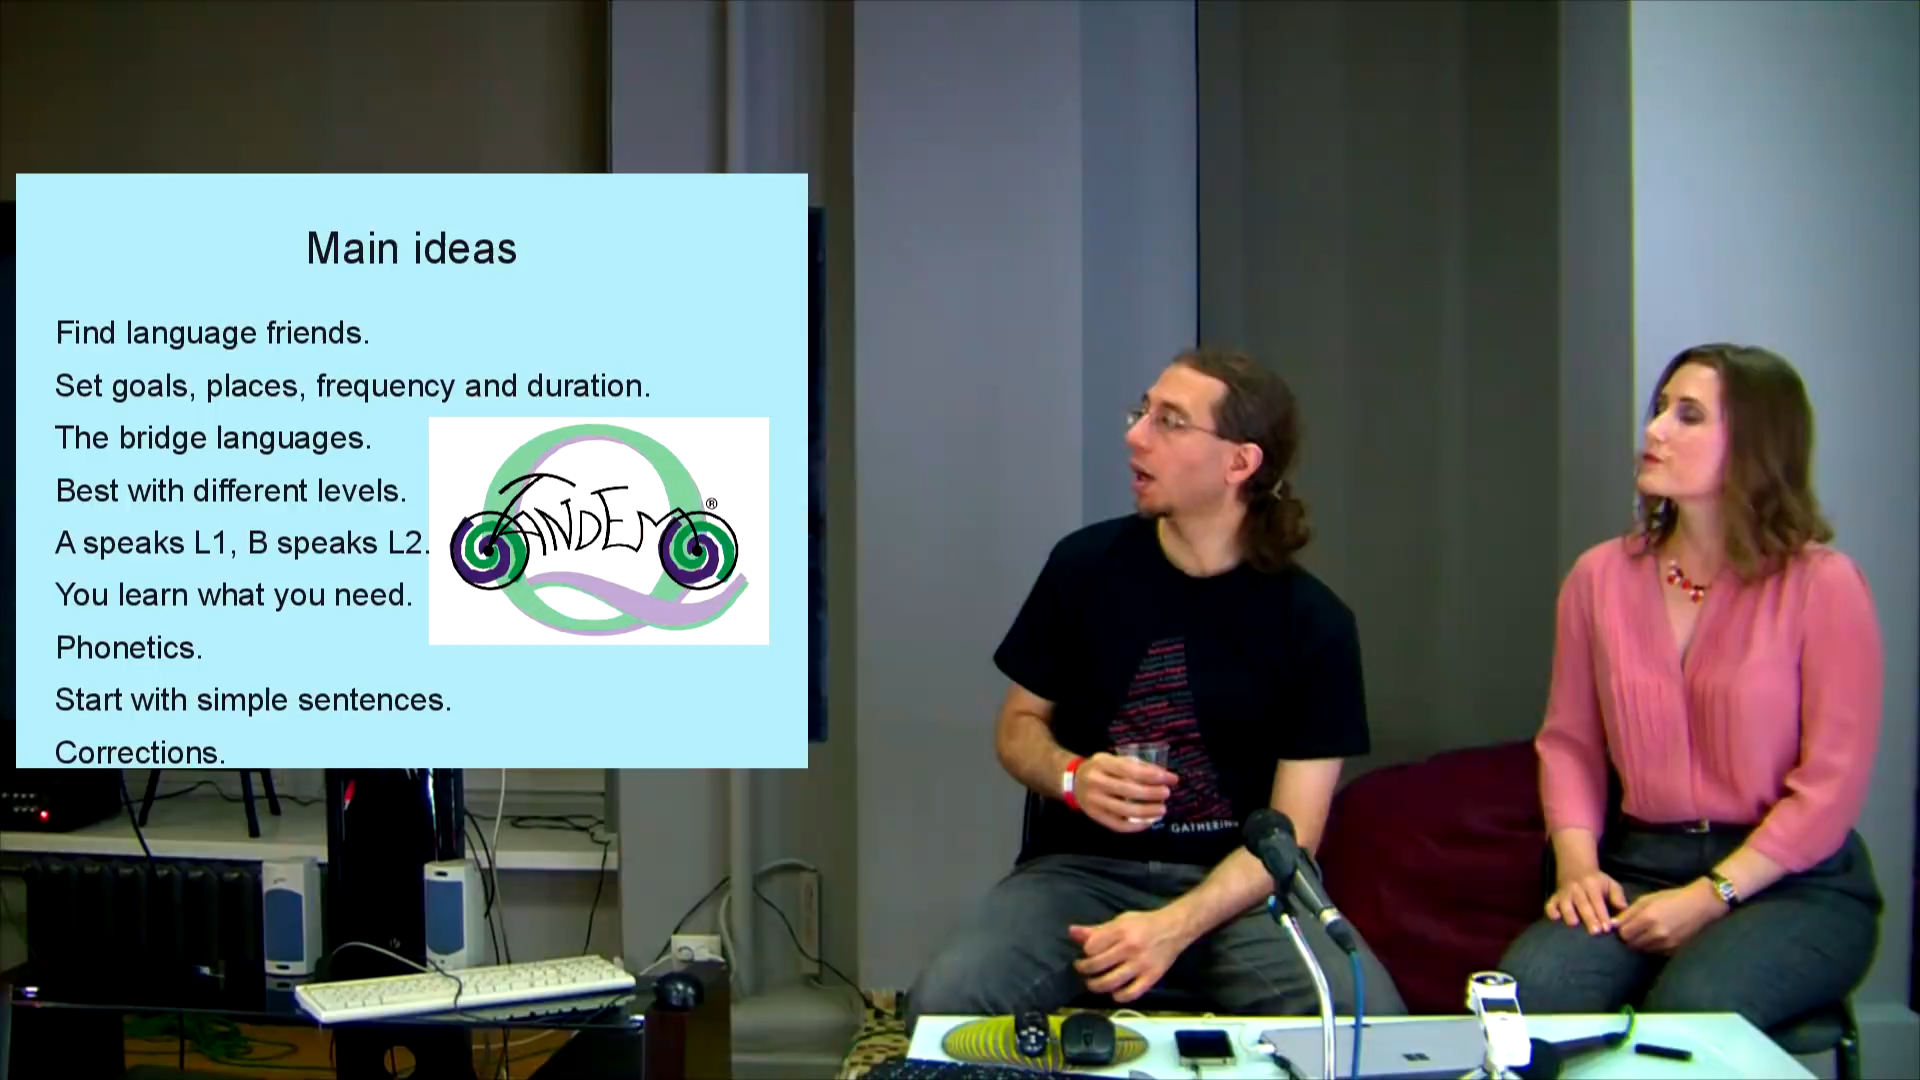 Main ideas
Find language friends.
Set goals, places, frequency and duration.
The bridge languages.
Best with different levels.
A speaks L1, B speaks L2.
You learn what you need.
Phonetics.
Start with simple sentences.
Corrections.
TANDEM®
GATHERING